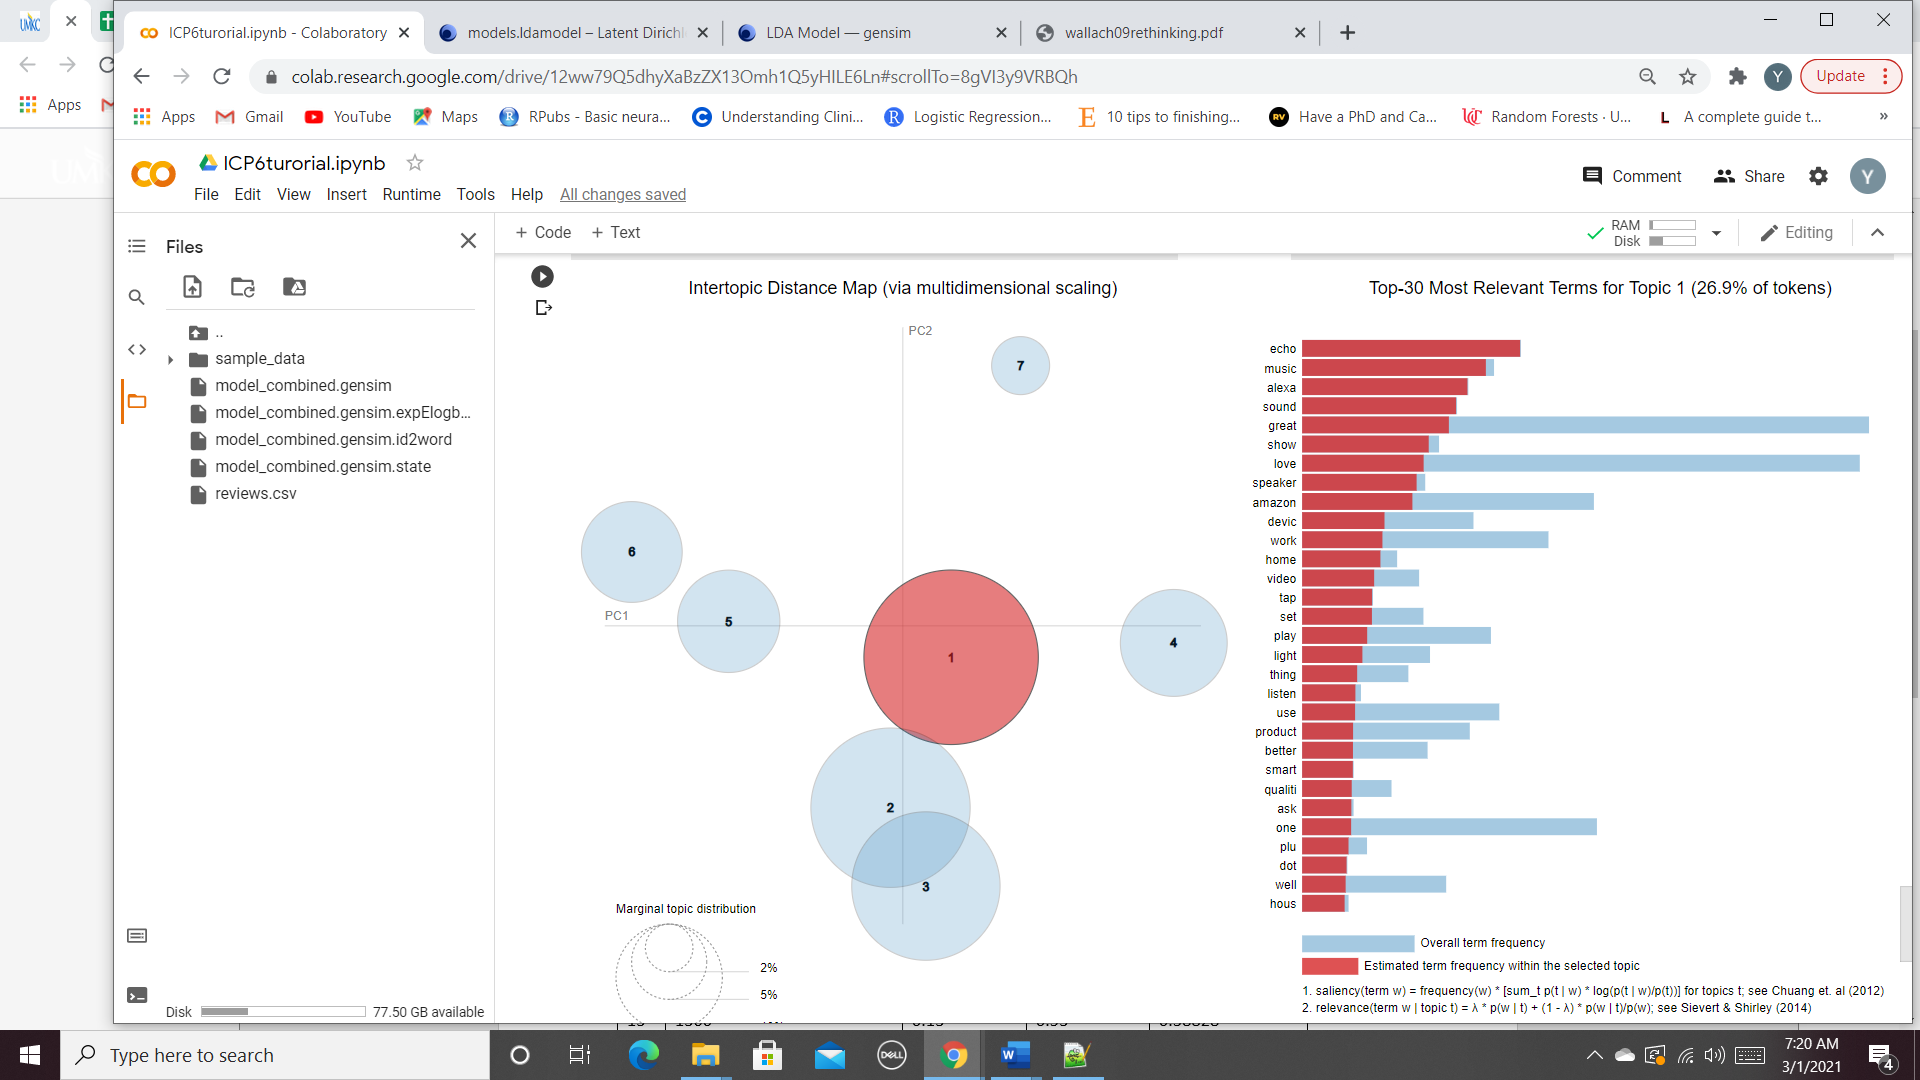 ICP6turorial.ipynb - Colaboratory
models.ldamodel – Latent Dirichl
LDA Model — gensim
wallach09rethinking.pdf
colab.research.google.com/drive/12ww79Q5dhyXaBzZX13Omh1Q5yHILE6Ln#scrollTo=8gVI3y9VRBQh
Y
Update
Apps
Apps
Gmail
YouTube
Maps
RPubs - Basic neura...
Understanding Clini...
Logistic Regression...
10 tips to finishing...
Have a PhD and Ca...
Random Forests · U...
A complete guide t...
»
ICP6turorial.ipynb
File Edit View Insert Runtime Tools Help All changes saved
Comment
Share
Y
Files
+ Code + Text
RAM
Disk
Editing
..
sample_data
model_combined.gensim
model_combined.gensim.expElogb...
model_combined.gensim.id2word
model_combined.gensim.state
reviews.csv
Disk
77.50 GB available
Intertopic Distance Map (via multidimensional scaling)
PC2
7
6
PC1
5
1
4
2
3
Marginal topic distribution
2%
5%
Top-30 Most Relevant Terms for Topic 1 (26.9% of tokens)
echo
music
alexa
sound
great
show
love
speaker
amazon
devic
work
home
video
tap
set
play
light
thing
listen
use
product
better
smart
qualiti
ask
one
plu
dot
well
hous
Overall term frequency
Estimated term frequency within the selected topic
1. saliency(term w) = frequency(w) * [sum_t p(t | w) * log(p(t | w)/p(t))] for topics t; see Chuang et. al (2012)
2. relevance(term w | topic t) = λ * p(w | t) + (1 - λ) * p(w | t)/p(w); see Sievert & Shirley (2014)
Type here to search
DELL
7:20 AM
3/1/2021
4